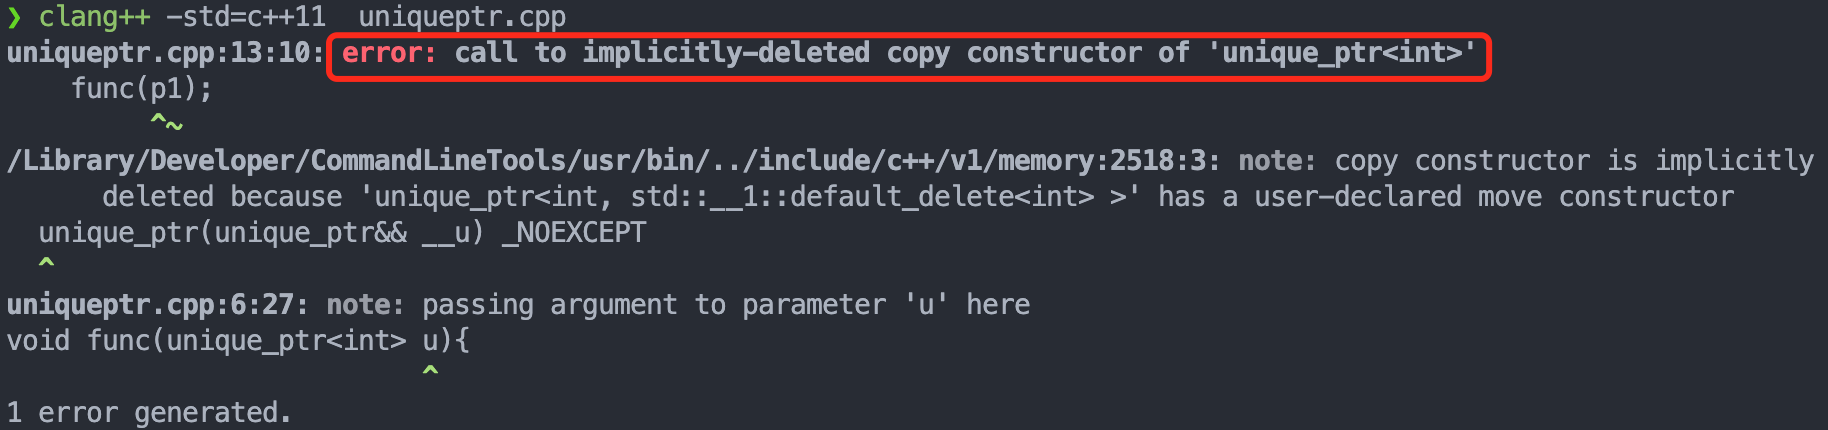 ❯ clang++ -std=c++11  uniqueptr.cpp
uniqueptr.cpp:13:10: error: call to implicitly-deleted copy constructor of 'unique_ptr<int>'
    func(p1);
         ^~
/Library/Developer/CommandLineTools/usr/bin/../include/c++/v1/memory:2518:3: note: copy constructor is implicitly
      deleted because 'unique_ptr<int, std::__1::default_delete<int> >' has a user-declared move constructor
  unique_ptr(unique_ptr&& __u) _NOEXCEPT
  ^
uniqueptr.cpp:6:27: note: passing argument to parameter 'u' here
void func(unique_ptr<int> u){
                          ^
1 error generated.